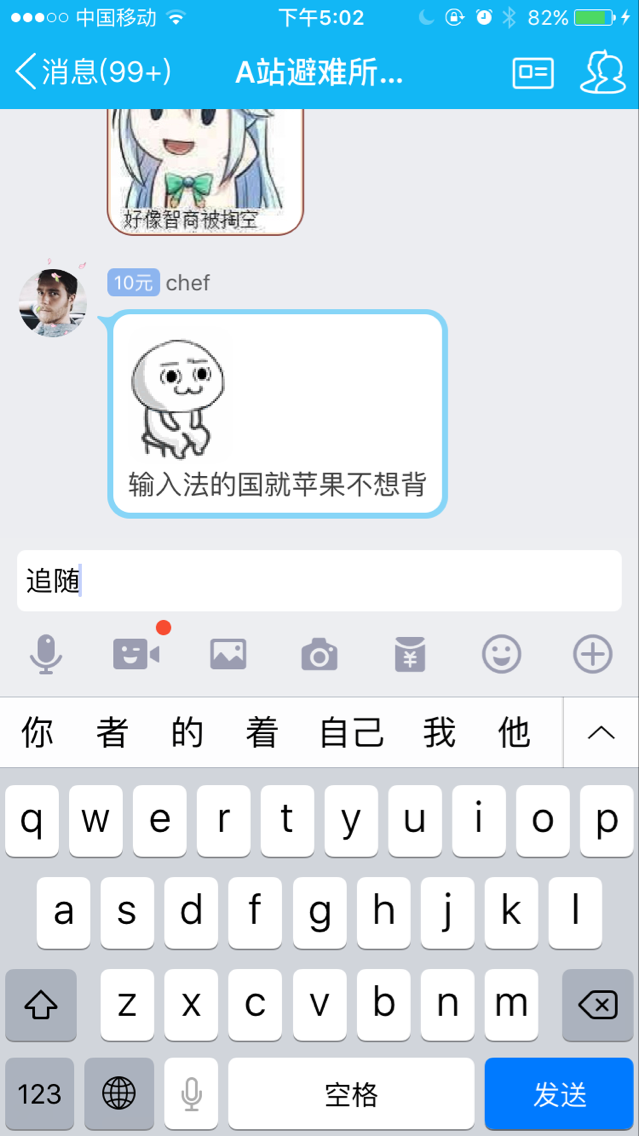 中国移动 下午5:02 82%
消息(99+) A站避难所...
好像智商被掏空
10元 chef
输入法的国就苹果不想背
追随
你 者 的 着 自己 我 他
q w e r t y u i o p
a s d f g h j k l
z x c v b n m
123 空格 发送